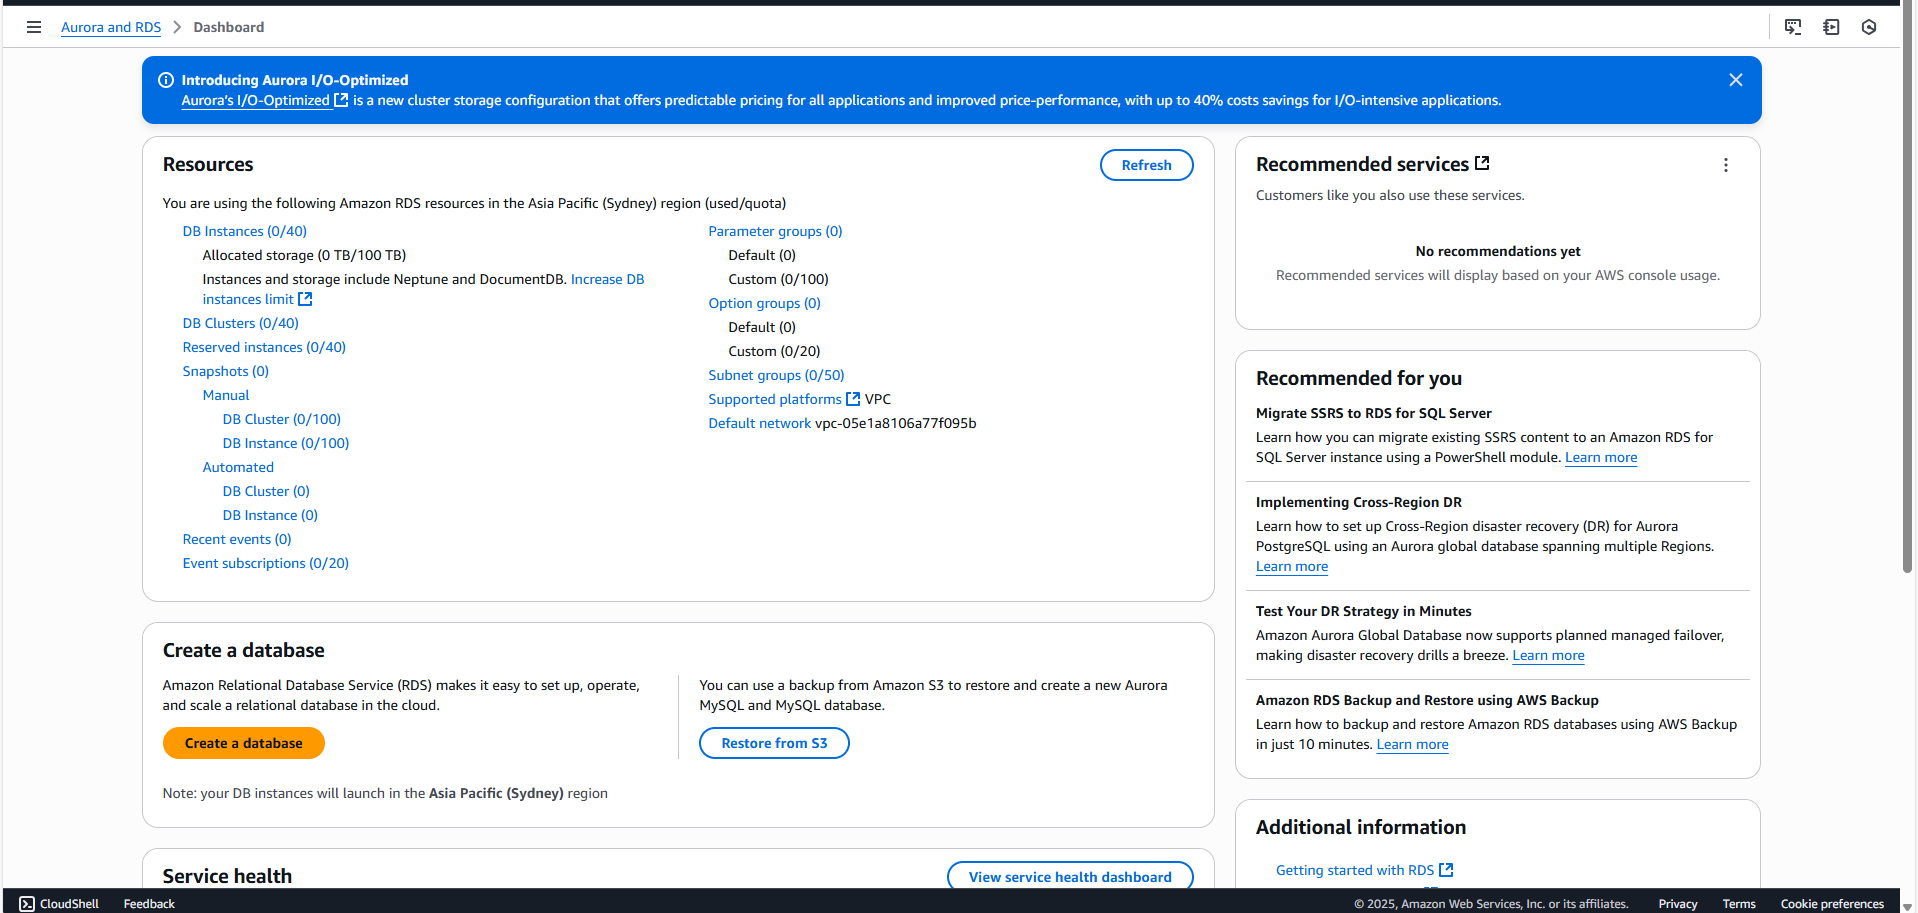 Aurora and RDS > Dashboard
Introducing Aurora I/O-Optimized
Aurora's I/O-Optimized is a new cluster storage configuration that offers predictable pricing for all applications and improved price-performance, with up to 40% costs savings for I/O-intensive applications.
Resources
Refresh
You are using the following Amazon RDS resources in the Asia Pacific (Sydney) region (used/quota)
DB Instances (0/40)
Allocated storage (0 TB/100 TB)
Instances and storage include Neptune and DocumentDB. Increase DB
instances limit
DB Clusters (0/40)
Reserved instances (0/40)
Snapshots (0)
Manual
DB Cluster (0/100)
DB Instance (0/100)
Automated
DB Cluster (0)
DB Instance (0)
Recent events (0)
Event subscriptions (0/20)
Parameter groups (0)
Default (0)
Custom (0/100)
Option groups (0)
Default (0)
Custom (0/20)
Subnet groups (0/50)
Supported platforms VPC
Default network vpc-05e1a8106a77f095b
Create a database
Amazon Relational Database Service (RDS) makes it easy to set up, operate,
and scale a relational database in the cloud.
Create a database
You can use a backup from Amazon S3 to restore and create a new Aurora
MySQL and MySQL database.
Restore from S3
Note: your DB instances will launch in the Asia Pacific (Sydney) region
Service health
View service health dashboard
Recommended services
Customers like you also use these services.
No recommendations yet
Recommended services will display based on your AWS console usage.
Recommended for you
Migrate SSRS to RDS for SQL Server
Learn how you can migrate existing SSRS content to an Amazon RDS for
SQL Server instance using a PowerShell module. Learn more
Implementing Cross-Region DR
Learn how to set up Cross-Region disaster recovery (DR) for Aurora
PostgreSQL using an Aurora global database spanning multiple Regions.
Learn more
Test Your DR Strategy in Minutes
Amazon Aurora Global Database now supports planned managed failover,
making disaster recovery drills a breeze. Learn more
Amazon RDS Backup and Restore using AWS Backup
Learn how to backup and restore Amazon RDS databases using AWS Backup
in just 10 minutes. Learn more
Additional information
Getting started with RDS
CloudShell Feedback
© 2025, Amazon Web Services, Inc. or its affiliates. Privacy Terms Cookie preferences